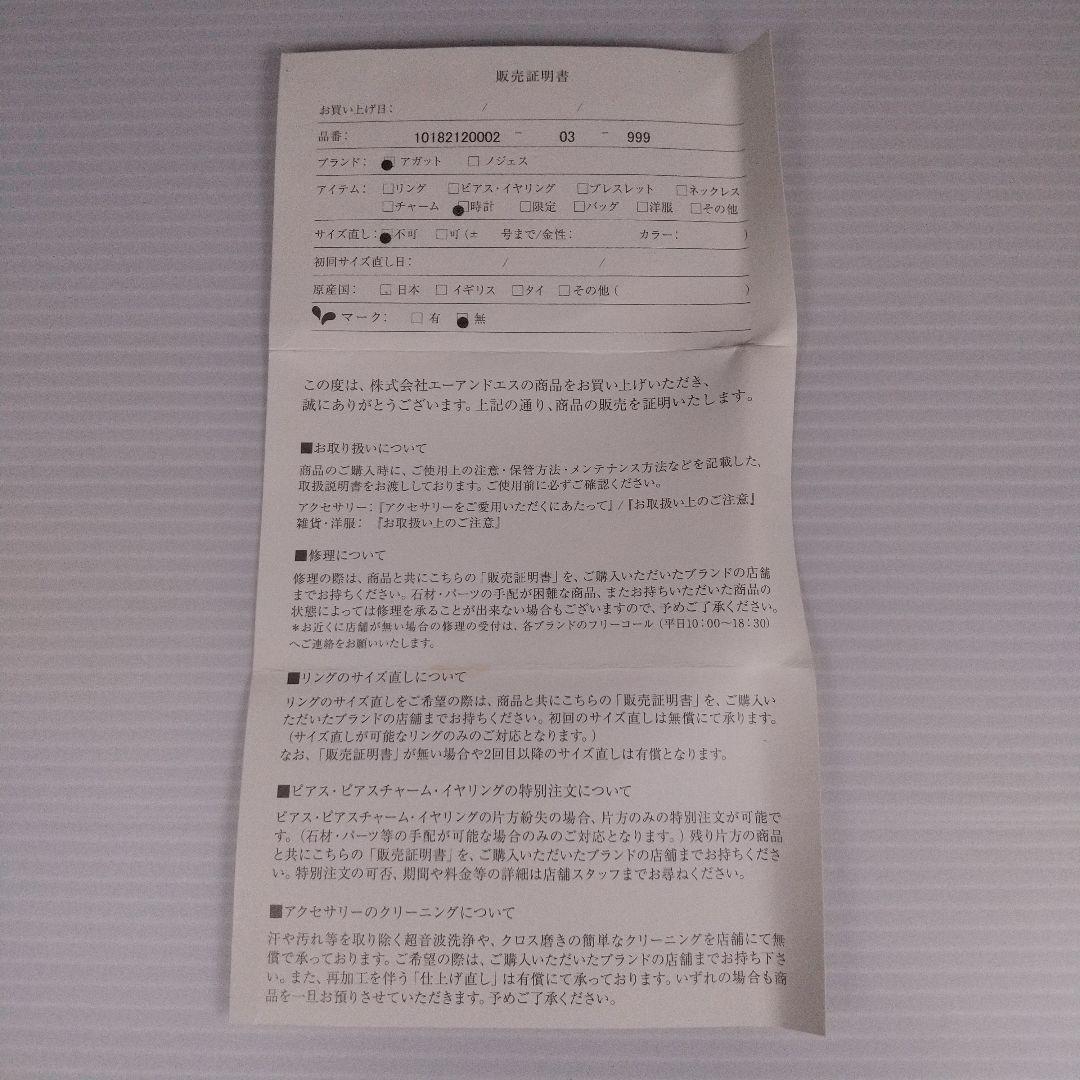 販売証明書
お買い上げ日： / /
品番： 10182120002 － 03 － 999
ブランド： ●アガット □ノジェス
アイテム： □リング □ピアス・イヤリング □ブレスレット □ネックレス
□チャーム ●時計 □限定 □バッグ □洋服 □その他
サイズ直し：●不可 □可（± 号まで/金性： カラー： ）
初回サイズ直し日： / /
原産国： □日本 □イギリス □タイ □その他（ ）
マーク： □有 ●無
この度は、株式会社エーアンドエスの商品をお買い上げいただき、
誠にありがとうございます。上記の通り、商品の販売を証明いたします。
■お取り扱いについて
商品のご購入時に、ご使用上の注意・保管方法・メンテナンス方法などを記載した、
取扱説明書をお渡ししております。ご使用前に必ずご確認ください。
アクセサリー：『アクセサリーをご愛用いただくにあたって』/『お取扱い上のご注意』
雑貨・洋服： 『お取扱い上のご注意』
■修理について
修理の際は、商品と共にこちらの「販売証明書」を、ご購入いただいたブランドの店舗
までお持ちください。石材・パーツの手配が困難な商品、またお持ちいただいた商品の
状態によっては修理を承ることが出来ない場合もございますので、予めご了承ください。
＊お近くに店舗が無い場合の修理の受付は、各ブランドのフリーコール（平日10：00～18：30）
へご連絡をお願いいたします。
■リングのサイズ直しについて
リングのサイズ直しをご希望の際は、商品と共にこちらの「販売証明書」を、ご購入い
ただいたブランドの店舗までお持ちください。初回のサイズ直しは無償にて承ります。
（サイズ直しが可能なリングのみのご対応となります。）
なお、「販売証明書」が無い場合や2回目以降のサイズ直しは有償となります。
■ピアス・ピアスチャーム・イヤリングの特別注文について
ピアス・ピアスチャーム・イヤリングの片方紛失の場合、片方のみの特別注文が可能で
す。（石材・パーツ等の手配が可能な場合のみのご対応となります。）残り片方の商品
と共にこちらの「販売証明書」を、ご購入いただいたブランドの店舗までお持ちくださ
い。特別注文の可否、期間や料金等の詳細は店舗スタッフまでお尋ねください。
■アクセサリーのクリーニングについて
汗や汚れ等を取り除く超音波洗浄や、クロス磨きの簡単なクリーニングを店舗にて無
償で承っております。ご希望の際は、ご購入いただいたブランドの店舗までお持ち下さ
い。また、再加工を伴う「仕上げ直し」は有償にて承っております。いずれの場合も商
品を一旦お預りさせていただきます。予めご了承ください。